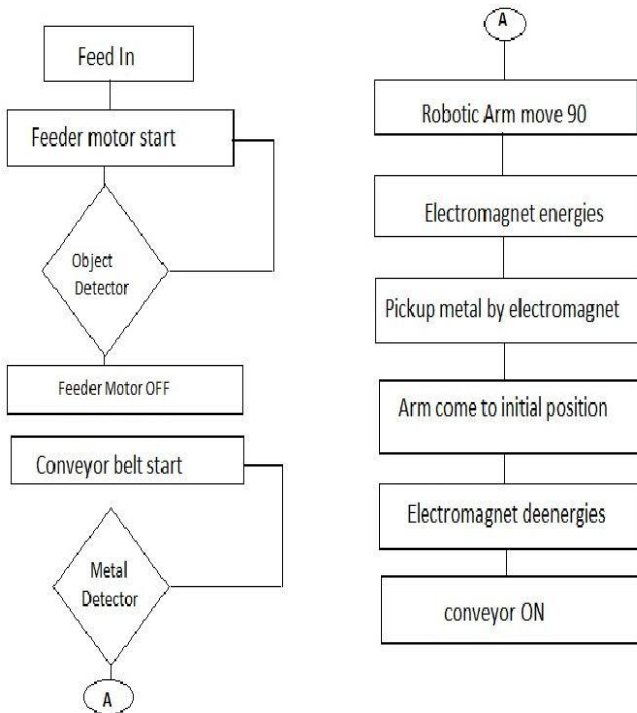 Feed In
Feeder motor start
Object
Detector
Feeder Motor OFF
Conveyor belt start
Metal
Detector
A
A
Robotic Arm move 90
Electromagnet energies
Pickup metal by electromagnet
Arm come to initial position
Electromagnet deenergies
conveyor ON